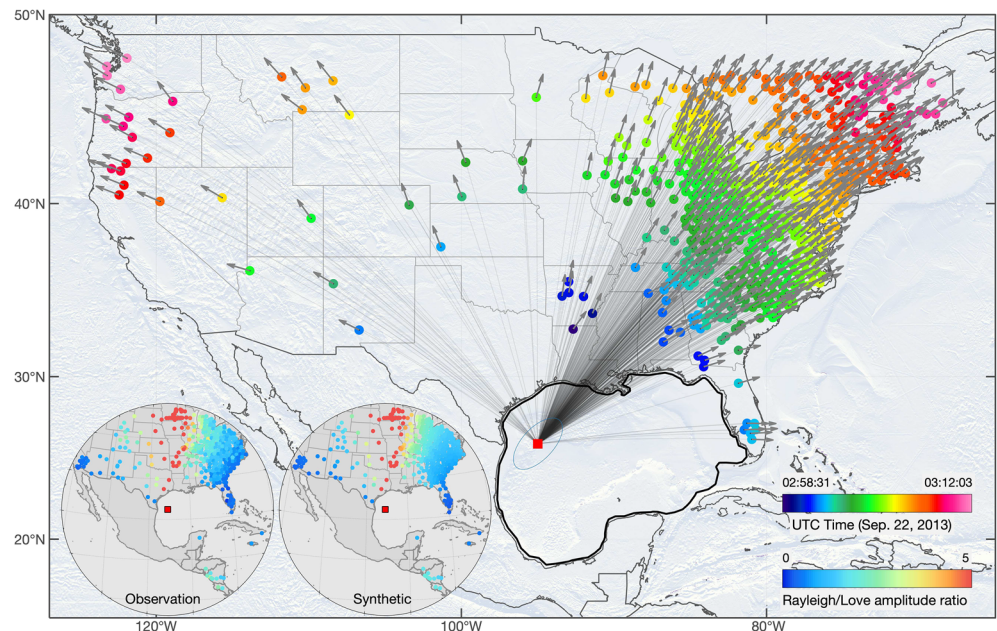 50°N
40°N
30°N
20°N
120°W
100°W
80°W
Observation
Synthetic
02:58:31 03:12:03
UTC Time (Sep. 22, 2013)
0 5
Rayleigh/Love amplitude ratio